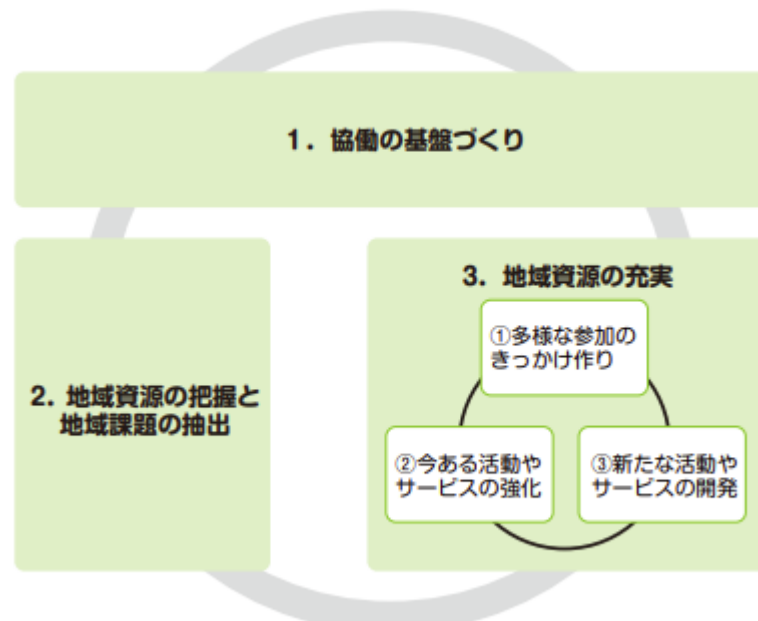 1．協働の基盤づくり
2．地域資源の把握と
地域課題の抽出
3．地域資源の充実
①多様な参加の
きっかけ作り
②今ある活動や
サービスの強化
③新たな活動や
サービスの開発